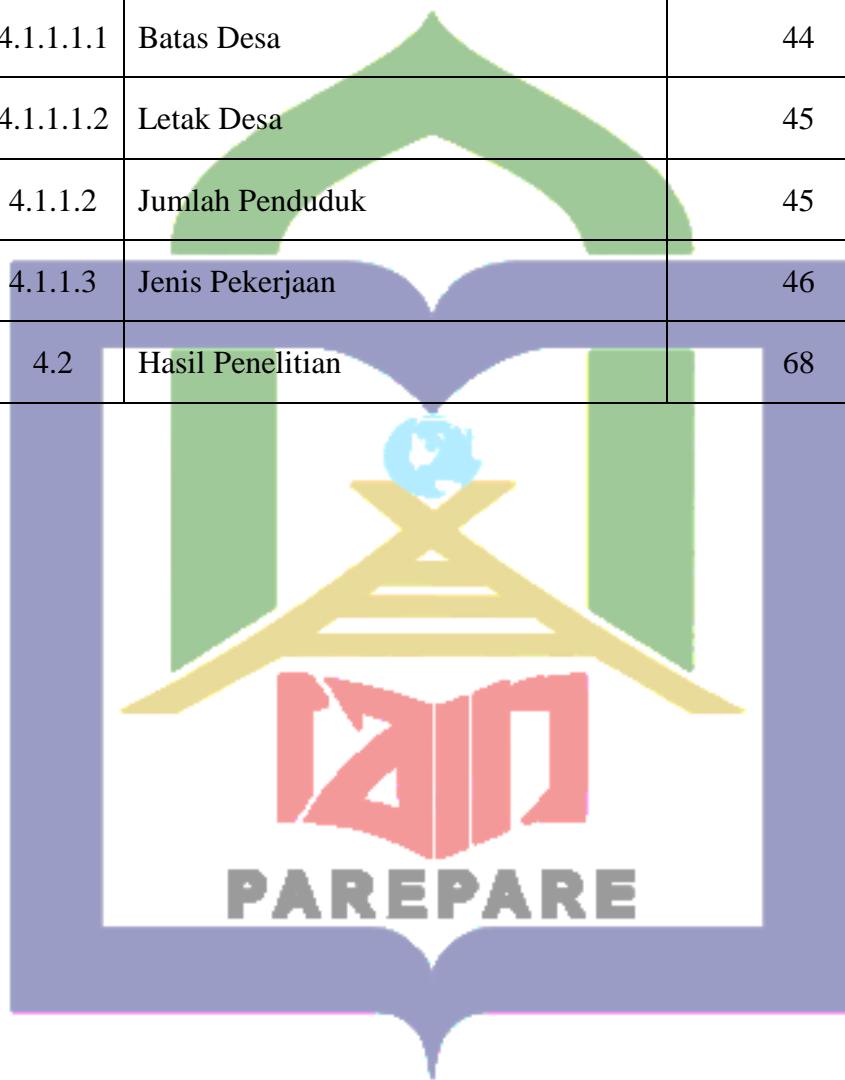 4.1.1.1.1 Batas Desa 44
4.1.1.1.2 Letak Desa 45
4.1.1.2 Jumlah Penduduk 45
4.1.1.3 Jenis Pekerjaan 46
4.2 Hasil Penelitian 68
iain
PAREPARE